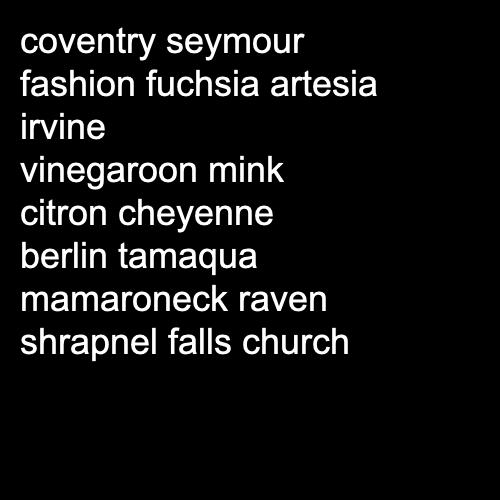 coventry seymour
fashion fuchsia artesia
irvine
vinegaroon mink
citron cheyenne
berlin tamaqua
mamaroneck raven
shrapnel falls church